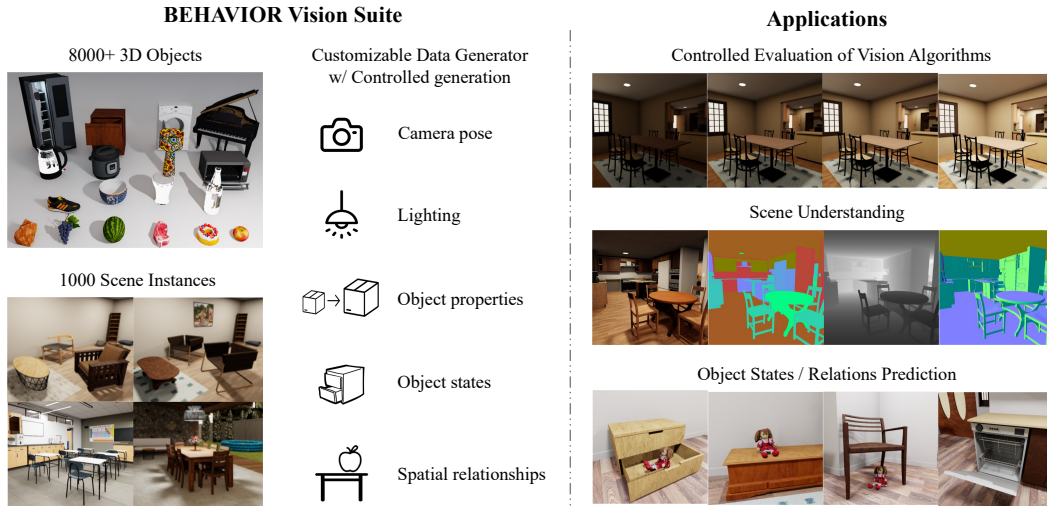 BEHAVIOR Vision Suite
8000+ 3D Objects
1000 Scene Instances
Customizable Data Generator
w/ Controlled generation
Camera pose
Lighting
Object properties
Object states
Spatial relationships
Applications
Controlled Evaluation of Vision Algorithms
Scene Understanding
Object States / Relations Prediction